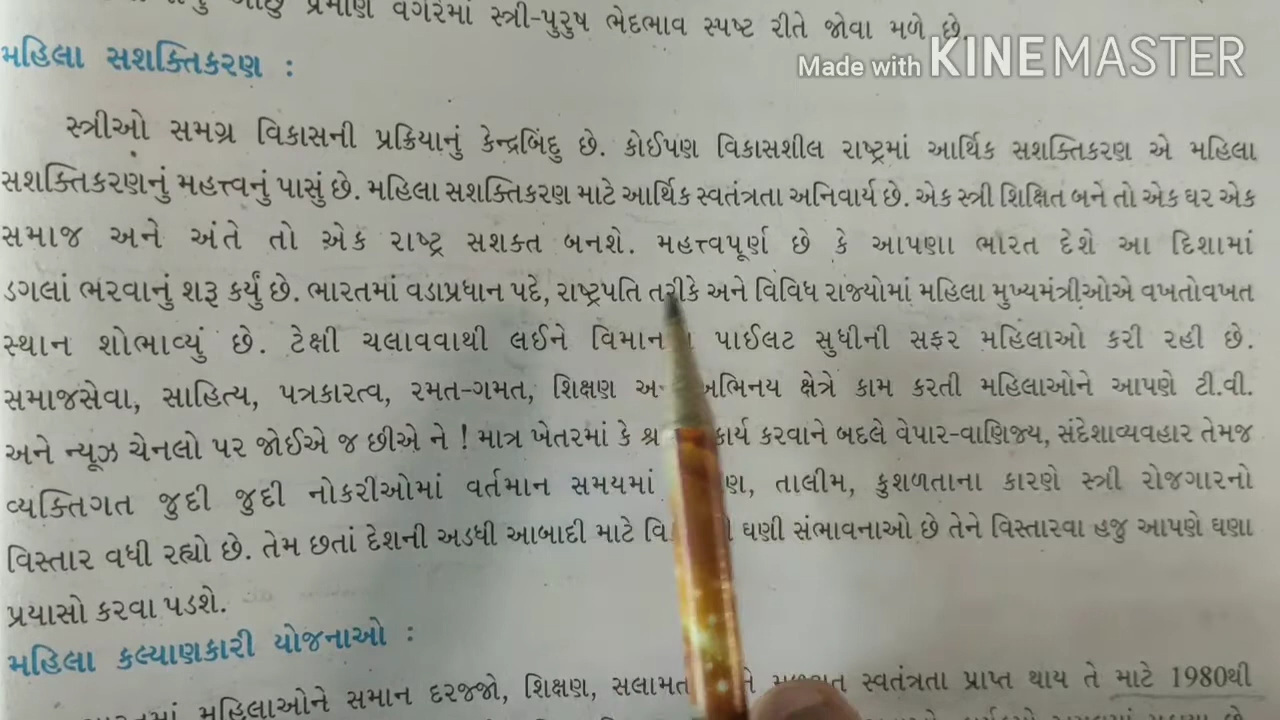 પ્રમાણ વગેરેમાં સ્ત્રી-પુરુષ ભેદભાવ સ્પષ્ટ રીતે જોવા મળે છે.
Made with KINEMASTER
મહિલા સશક્તિકરણ :
સ્ત્રીઓ સમગ્ર વિકાસની પ્રક્રિયાનું કેન્દ્રબિંદુ છે. કોઈપણ વિકાસશીલ રાષ્ટ્રમાં આર્થિક સશક્તિકરણ એ મહિલા
સશક્તિકરણનું મહત્ત્વનું પાસું છે. મહિલા સશક્તિકરણ માટે આર્થિક સ્વતંત્રતા અનિવાર્ય છે. એક સ્ત્રી શિક્ષિત બને તો એક ઘર એક
સમાજ અને અંતે તો એક રાષ્ટ્ર સશક્ત બનશે. મહત્ત્વપૂર્ણ છે કે આપણા ભારત દેશે આ દિશામાં
ડગલાં ભરવાનું શરૂ કર્યું છે. ભારતમાં વડાપ્રધાન પદે, રાષ્ટ્રપતિ તરીકે અને વિવિધ રાજ્યોમાં મહિલા મુખ્યમંત્રીઓએ વખતોવખત
સ્થાન શોભાવ્યું છે. ટેક્ષી ચલાવવાથી લઈને પાઈલટ સુધીની સફર મહિલાઓ કરી રહી છે.
સમાજસેવા, સાહિત્ય, પત્રકારત્વ, રમત-ગમત, શિક્ષણ અભિનય ક્ષેત્રે કામ કરતી મહિલાઓને આપણે ટી.વી.
અને ન્યૂઝ ચેનલો પર જોઈએ જ છીએ ને ! માત્ર ખેતરમાં કે કાર્ય કરવાને બદલે વેપાર-વાણિજ્ય, સંદેશાવ્યવહાર તેમજ
વ્યક્તિગત જુદી જુદી નોકરીઓમાં વર્તમાન સમયમાં તાલીમ, કુશળતાના કારણે સ્ત્રી રોજગારનો
વિસ્તાર વધી રહ્યો છે. તેમ છતાં દેશની અડધી આબાદી માટે ઘણી સંભાવનાઓ છે તેને વિસ્તારવા હજુ આપણે ઘણા
પ્રયાસો કરવા પડશે.
મહિલા કલ્યાણકારી યોજનાઓ :
મહિલાઓને સમાન દરજ્જો, શિક્ષણ, સ્વતંત્રતા પ્રાપ્ત થાય તે માટે 1980થી